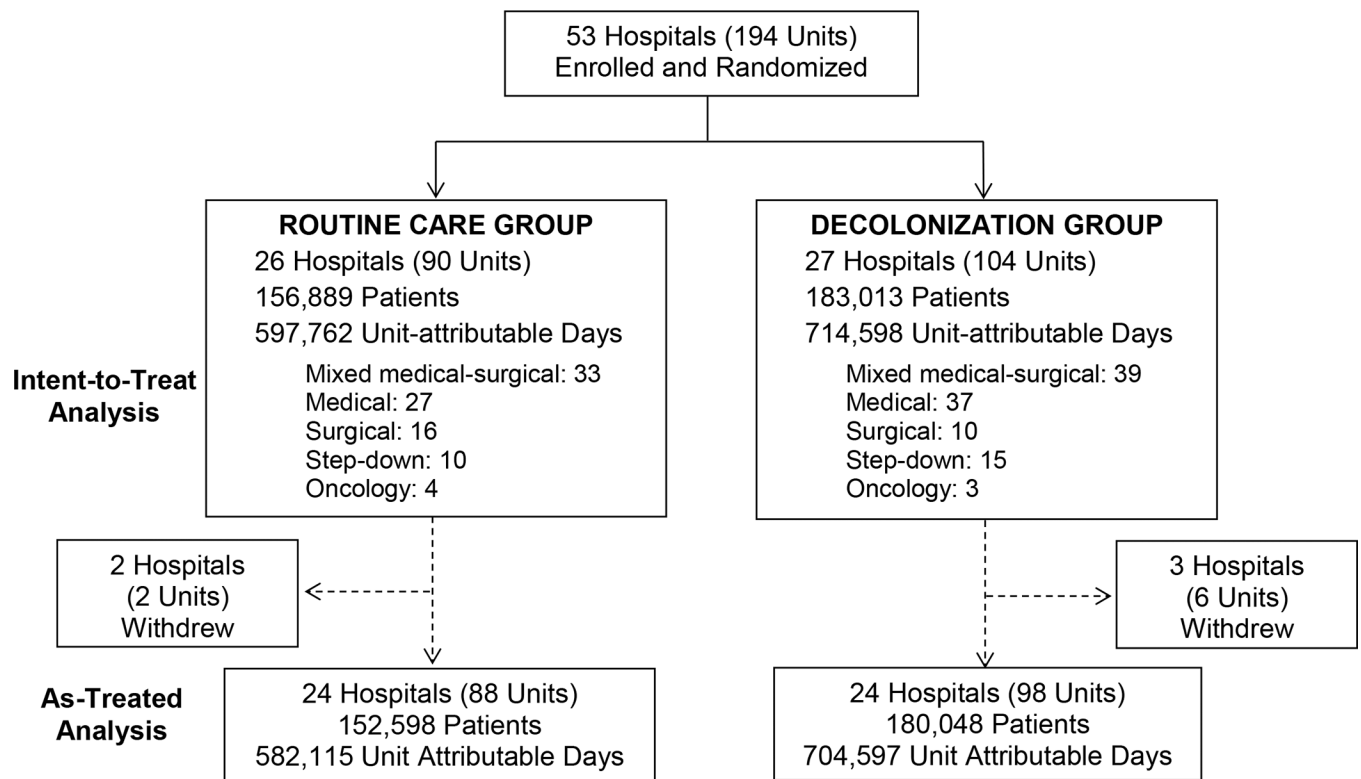 53 Hospitals (194 Units)
Enrolled and Randomized
ROUTINE CARE GROUP
26 Hospitals (90 Units)
156,889 Patients
597,762 Unit-attributable Days
Mixed medical-surgical: 33
Medical: 27
Surgical: 16
Step-down: 10
Oncology: 4
DECOLONIZATION GROUP
27 Hospitals (104 Units)
183,013 Patients
714,598 Unit-attributable Days
Mixed medical-surgical: 39
Medical: 37
Surgical: 10
Step-down: 15
Oncology: 3
Intent-to-Treat
Analysis
2 Hospitals
(2 Units)
Withdrew
3 Hospitals
(6 Units)
Withdrew
As-Treated
Analysis
24 Hospitals (88 Units)
152,598 Patients
582,115 Unit Attributable Days
24 Hospitals (98 Units)
180,048 Patients
704,597 Unit Attributable Days